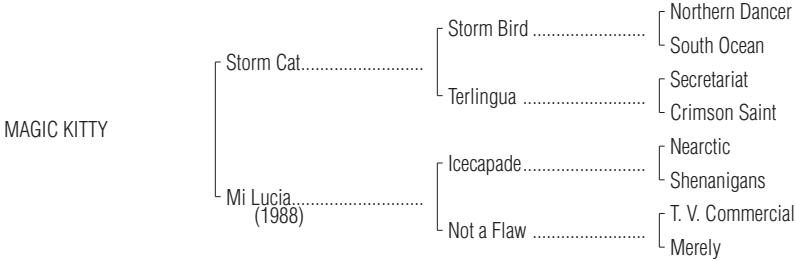 Northern Dancer
Storm Bird ........................
South Ocean
Storm Cat..........................
Secretariat
Terlingua ..........................
Crimson Saint
MAGIC KITTY
Nearctic
Icecapade..........................
Shenanigans
Mi Lucia............................
(1988)
T. V. Commercial
Not a Flaw ........................
Merely